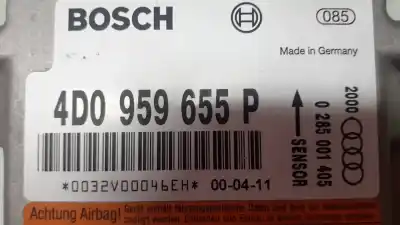 BOSCH
085
Made in Germany
4D0 959 655 P
2000
0 285 001 405
SENSOR
*0032V00046EH* 00-04-11
Achtung Airbag!